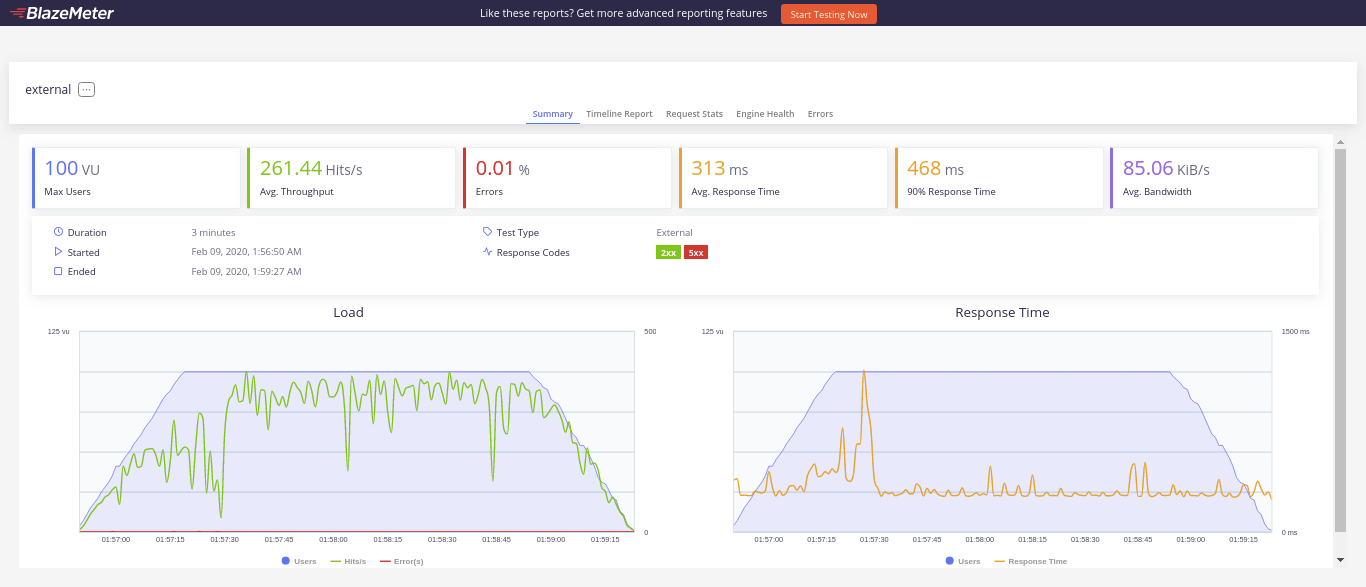 BlazeMeter
Like these reports? Get more advanced reporting features
Start Testing Now
external
Summary Timeline Report Request Stats Engine Health Errors
100 VU
Max Users
261.44 Hits/s
Avg. Throughput
0.01 %
Errors
313 ms
Avg. Response Time
468 ms
90% Response Time
85.06 KiB/s
Avg. Bandwidth
Duration 3 minutes
Started Feb 09, 2020, 1:56:50 AM
Ended Feb 09, 2020, 1:59:27 AM
Test Type External
Response Codes 2xx 5xx
Load
125 vu 500
0
01:57:00 01:57:15 01:57:30 01:57:45 01:58:00 01:58:15 01:58:30 01:58:45 01:59:00 01:59:15
Users Hits/s Error(s)
Response Time
125 vu 1500 ms
0 ms
01:57:00 01:57:15 01:57:30 01:57:45 01:58:00 01:58:15 01:58:30 01:58:45 01:59:00 01:59:15
Users Response Time